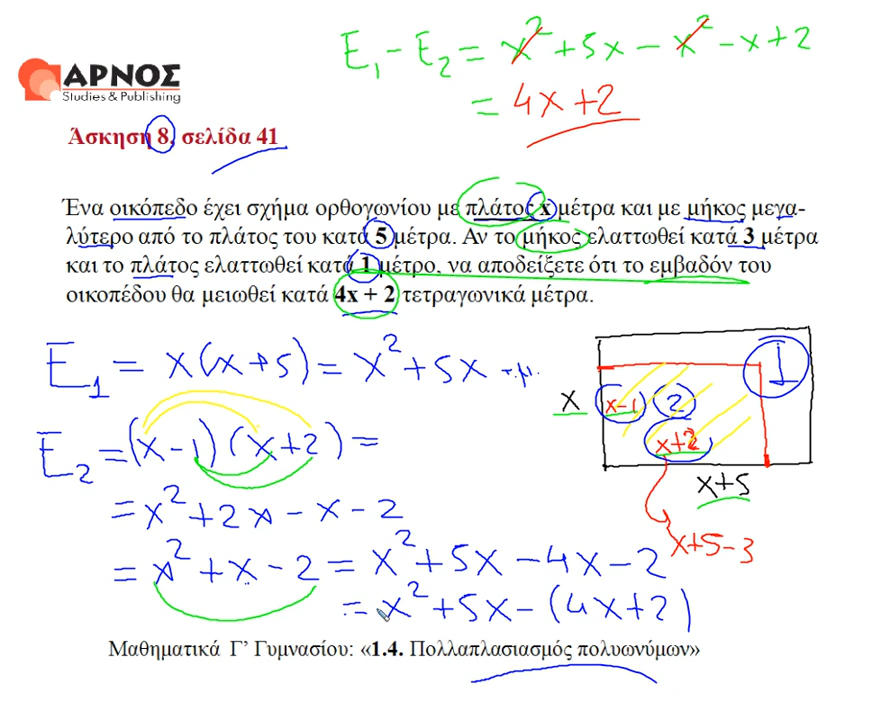 E₁ - E₂ = x² + 5x - x² - x + 2
= 4x + 2
ΑΡΝΟΣ
Studies & Publishing
Άσκηση 8, σελίδα 41
Ένα οικόπεδο έχει σχήμα ορθογωνίου με πλάτος x μέτρα και με μήκος μεγα-
λύτερο από το πλάτος του κατά 5 μέτρα. Αν το μήκος ελαττωθεί κατά 3 μέτρα
και το πλάτος ελαττωθεί κατά 1 μέτρο, να αποδείξετε ότι το εμβαδόν του
οικοπέδου θα μειωθεί κατά 4x + 2 τετραγωνικά μέτρα.
E₁ = x(x+5) = x² + 5x τ.μ.
E₂ = (x-1)(x+2) =
= x² + 2x - x - 2
= x² + x - 2 = x² + 5x - 4x - 2
= x² + 5x - (4x+2)
1
x
x-1
2
x+2
x+5
x+5-3
Μαθηματικά Γ’ Γυμνασίου: «1.4. Πολλαπλασιασμός πολυωνύμων»